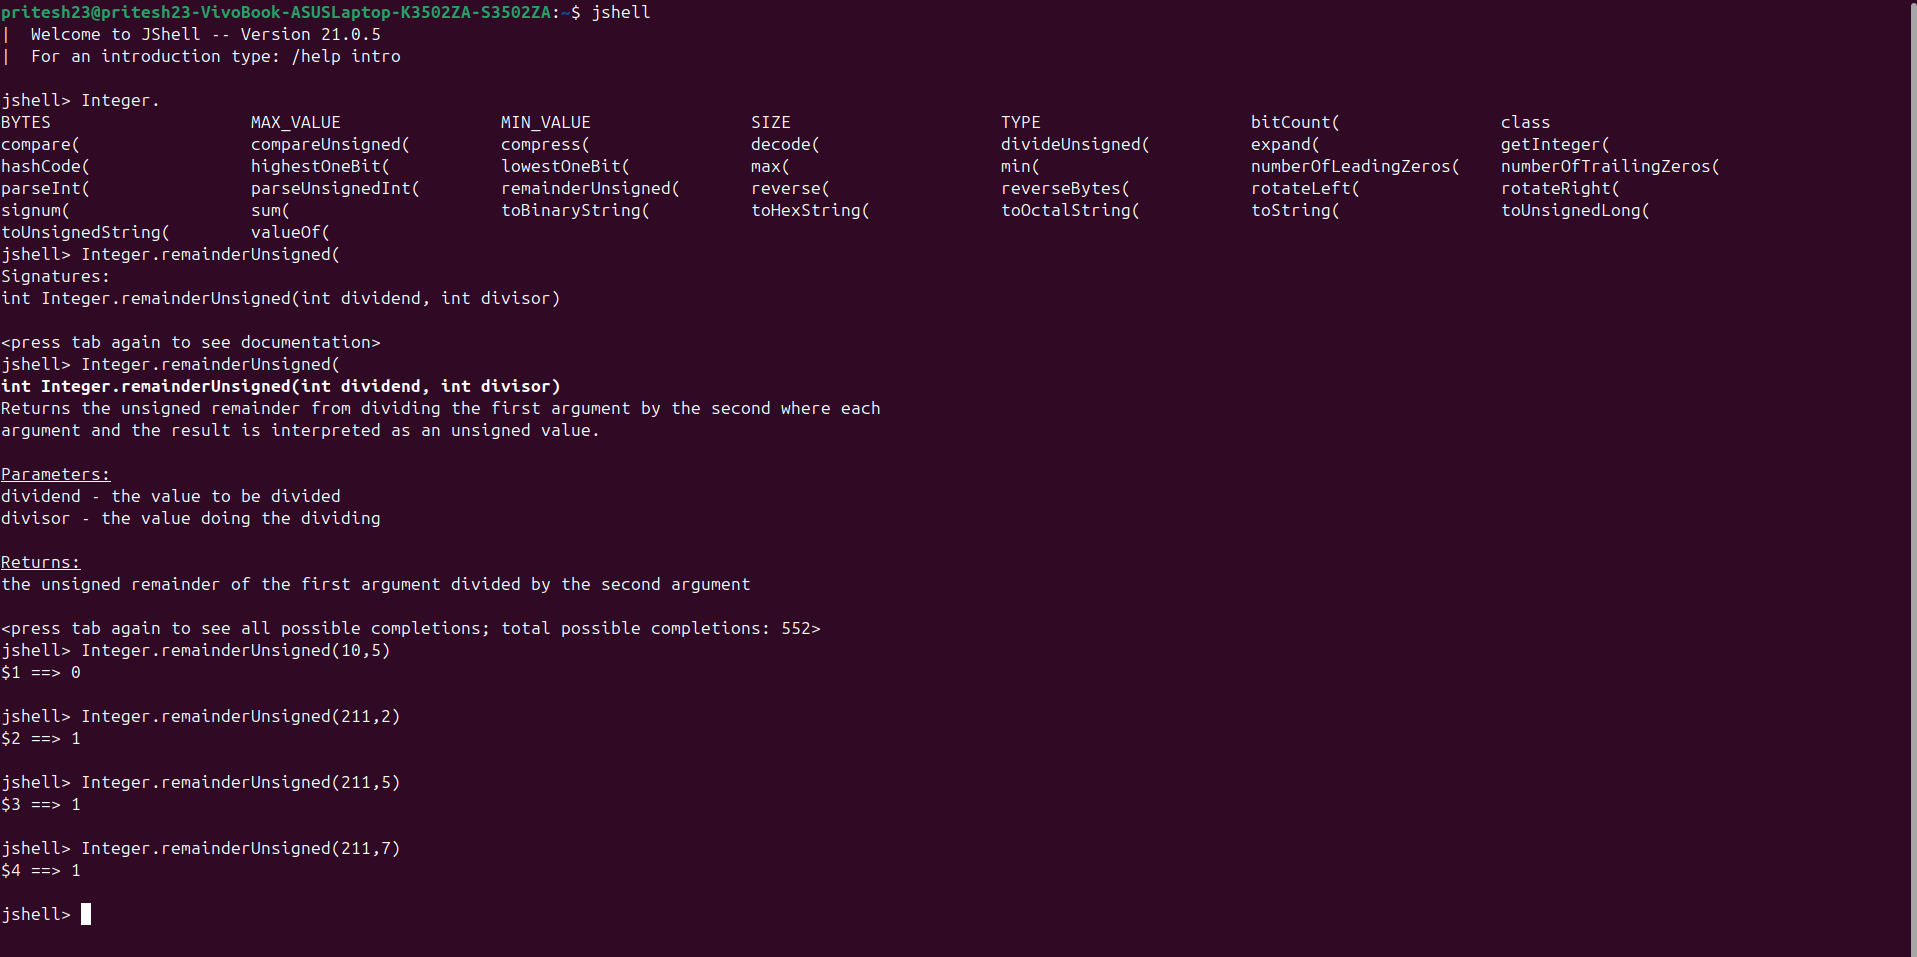 pritesh23@pritesh23-VivoBook-ASUSLaptop-K3502ZA-S3502ZA:~$ jshell
|  Welcome to JShell -- Version 21.0.5
|  For an introduction type: /help intro
jshell> Integer.
BYTES MAX_VALUE MIN_VALUE SIZE TYPE bitCount( class
compare( compareUnsigned( compress( decode( divideUnsigned( expand( getInteger(
hashCode( highestOneBit( lowestOneBit( max( min( numberOfLeadingZeros( numberOfTrailingZeros(
parseInt( parseUnsignedInt( remainderUnsigned( reverse( reverseBytes( rotateLeft( rotateRight(
signum( sum( toBinaryString( toHexString( toOctalString( toString( toUnsignedLong(
toUnsignedString( valueOf(
jshell> Integer.remainderUnsigned(
Signatures:
int Integer.remainderUnsigned(int dividend, int divisor)
<press tab again to see documentation>
jshell> Integer.remainderUnsigned(
int Integer.remainderUnsigned(int dividend, int divisor)
Returns the unsigned remainder from dividing the first argument by the second where each
argument and the result is interpreted as an unsigned value.
Parameters:
dividend - the value to be divided
divisor - the value doing the dividing
Returns:
the unsigned remainder of the first argument divided by the second argument
<press tab again to see all possible completions; total possible completions: 552>
jshell> Integer.remainderUnsigned(10,5)
$1 ==> 0
jshell> Integer.remainderUnsigned(211,2)
$2 ==> 1
jshell> Integer.remainderUnsigned(211,5)
$3 ==> 1
jshell> Integer.remainderUnsigned(211,7)
$4 ==> 1
jshell>